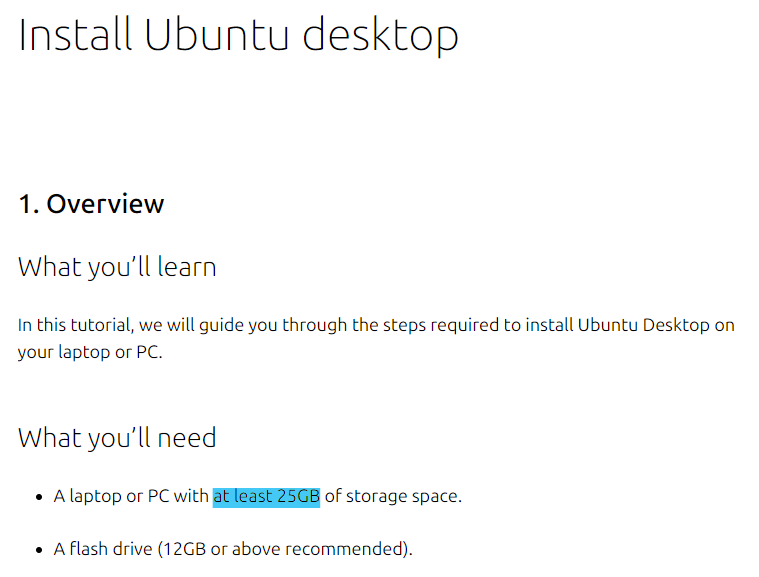 Install Ubuntu desktop
1. Overview
What you’ll learn
In this tutorial, we will guide you through the steps required to install Ubuntu Desktop on
your laptop or PC.
What you’ll need
• A laptop or PC with at least 25GB of storage space.
• A flash drive (12GB or above recommended).